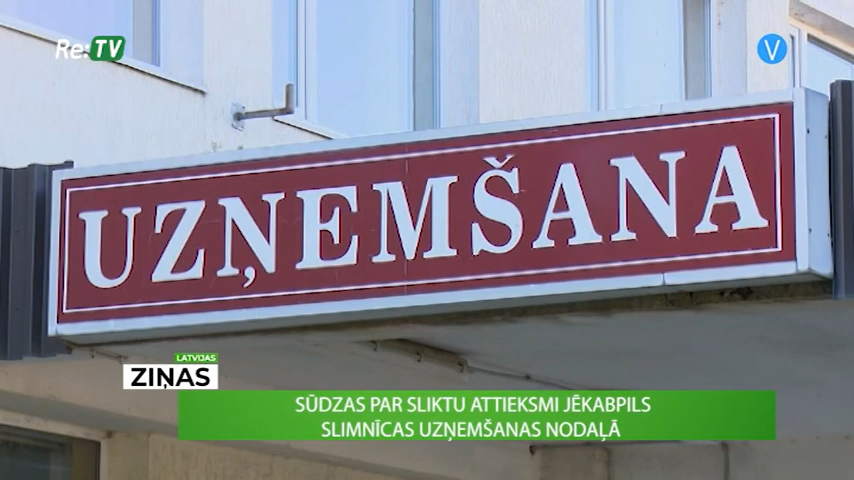 Re:TV
V
UZŅEMŠANA
LATVIJAS
ZIŅAS
SŪDZAS PAR SLIKTU ATTIEKSMI JĒKABPILS
SLIMNĪCAS UZŅEMŠANAS NODAĻĀ